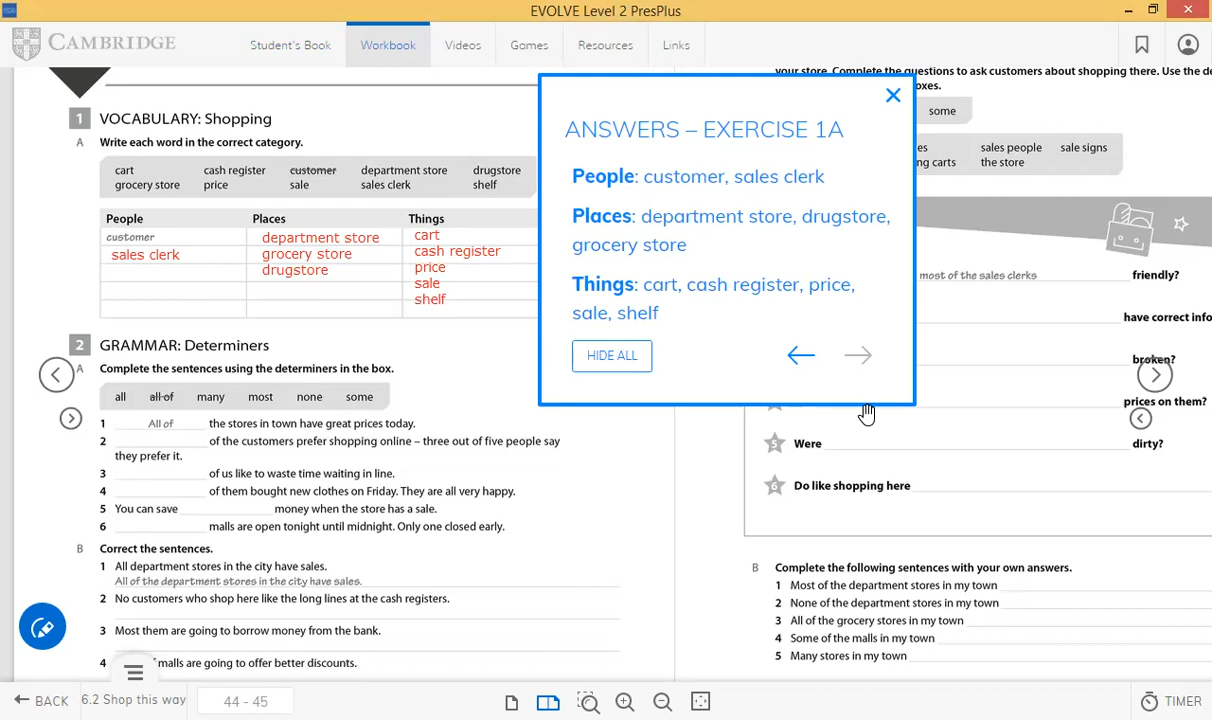 EVOLVE Level 2 PresPlus
CAMBRIDGE
Student's Book
Workbook
Videos
Games
Resources
Links
1 VOCABULARY: Shopping
A Write each word in the correct category.
cart cash register customer department store drugstore
grocery store price sale sales clerk shelf
People Places Things
customer department store cart
sales clerk grocery store cash register
drugstore price
sale
shelf
2 GRAMMAR: Determiners
A Complete the sentences using the determiners in the box.
all all of many most none some
1 All of the stores in town have great prices today.
2 of the customers prefer shopping online – three out of five people say
they prefer it.
3 of us like to waste time waiting in line.
4 of them bought new clothes on Friday. They are all very happy.
5 You can save money when the store has a sale.
6 malls are open tonight until midnight. Only one closed early.
B Correct the sentences.
1 All department stores in the city have sales.
All of the department stores in the city have sales.
2 No customers who shop here like the long lines at the cash registers.
3 Most them are going to borrow money from the bank.
4 malls are going to offer better discounts.
ANSWERS – EXERCISE 1A
People: customer, sales clerk
Places: department store, drugstore,
grocery store
Things: cart, cash register, price,
sale, shelf
HIDE ALL
your store. Complete the questions to ask customers about shopping there. Use the
some
sales people sale signs
carts the store
most of the sales clerks friendly?
have correct
broken?
prices on them?
5 Were dirty?
6 Do like shopping here
B Complete the following sentences with your own answers.
1 Most of the department stores in my town
2 None of the department stores in my town
3 All of the grocery stores in my town
4 Some of the malls in my town
5 Many stores in my town
BACK
6.2 Shop this way
44 - 45
TIMER